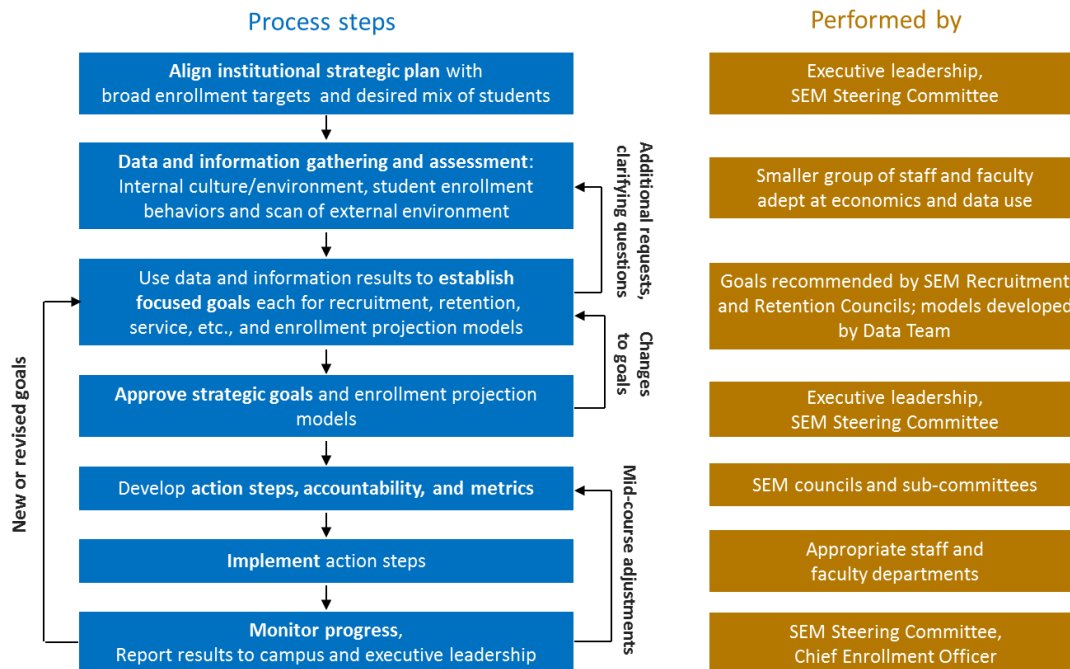 Process steps
Performed by
Align institutional strategic plan with
broad enrollment targets and desired mix of students
Executive leadership,
SEM Steering Committee
Data and information gathering and assessment:
Internal culture/environment, student enrollment
behaviors and scan of external environment
Smaller group of staff and faculty
adept at economics and data use
Additional requests,
clarifying questions
Use data and information results to establish
focused goals each for recruitment, retention,
service, etc., and enrollment projection models
Goals recommended by SEM Recruitment
and Retention Councils; models developed
by Data Team
Changes
to goals
Approve strategic goals and enrollment projection
models
Executive leadership,
SEM Steering Committee
New or revised goals
Develop action steps, accountability, and metrics
SEM councils and sub-committees
Mid-course adjustments
Implement action steps
Appropriate staff and
faculty departments
Monitor progress,
Report results to campus and executive leadership
SEM Steering Committee,
Chief Enrollment Officer